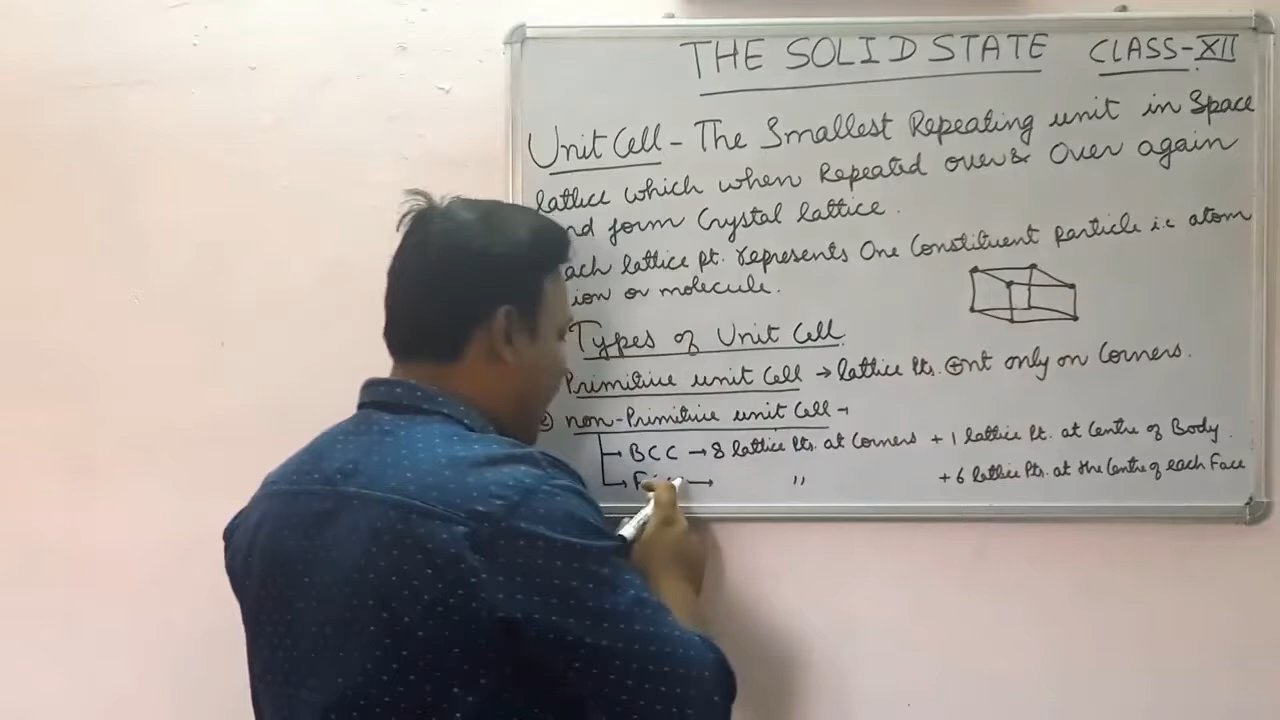 THE SOLID STATE CLASS-XII
Unit Cell - The Smallest Repeating unit in Space
lattice which when Repeated over & Over again
nd form Crystal lattice.
ach lattice pt. represents One Constituent particle i.e atom
ion or molecule.
Types of Unit Cell
Primitive unit Cell → lattice Pts. only on Corners.
② non-Primitive unit Cell →
→ BCC → 8 lattice Pts. at Corners + 1 lattice Pt. at Centre of Body.
→ F → " + 6 lattice Pts. at the Centre of each Face